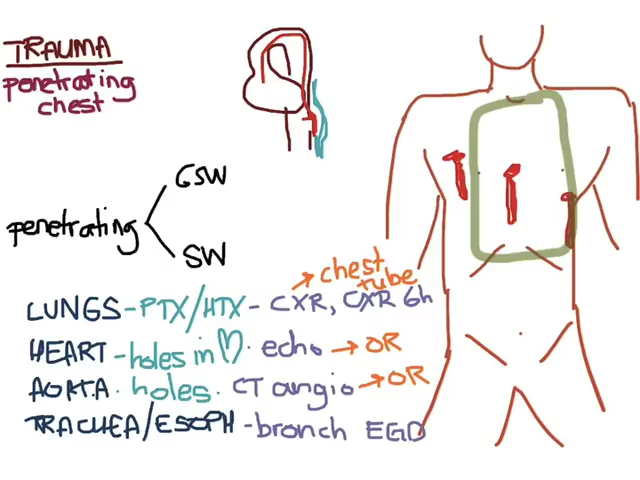 TRAUMA
penetrating
chest
GSW
penetrating
SW
chest
tube
LUNGS - PTX/HTX - CXR, CXR 6h
HEART - holes in ♡ . echo → OR
AORTA . holes . CT angio → OR
TRACHEA/ESOPH - bronch EGD